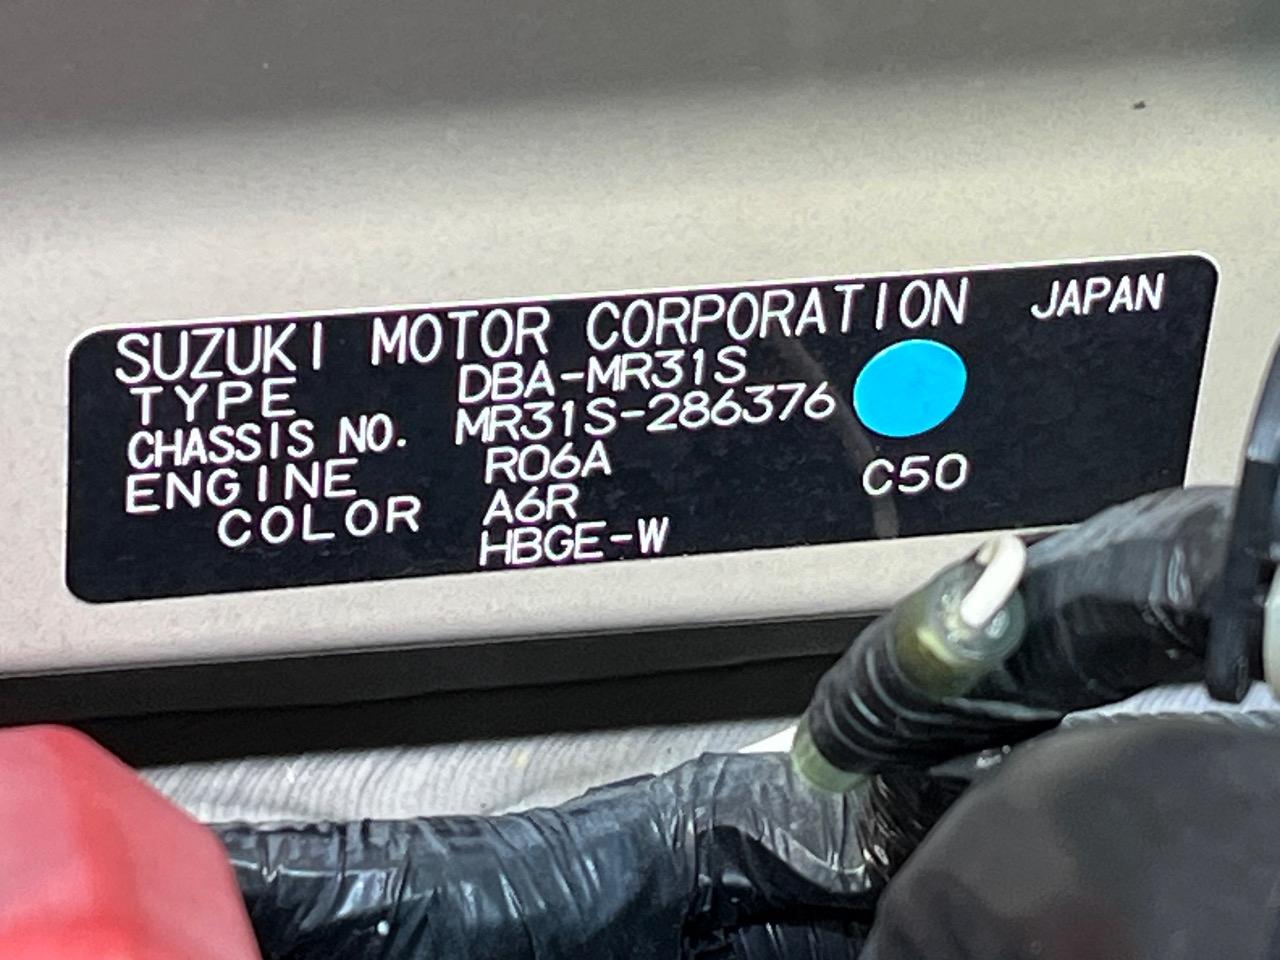 SUZUKI MOTOR CORPORATION JAPAN
TYPE DBA-MR31S
CHASSIS NO. MR31S-286376
ENGINE R06A
COLOR A6R C50
HBGE-W